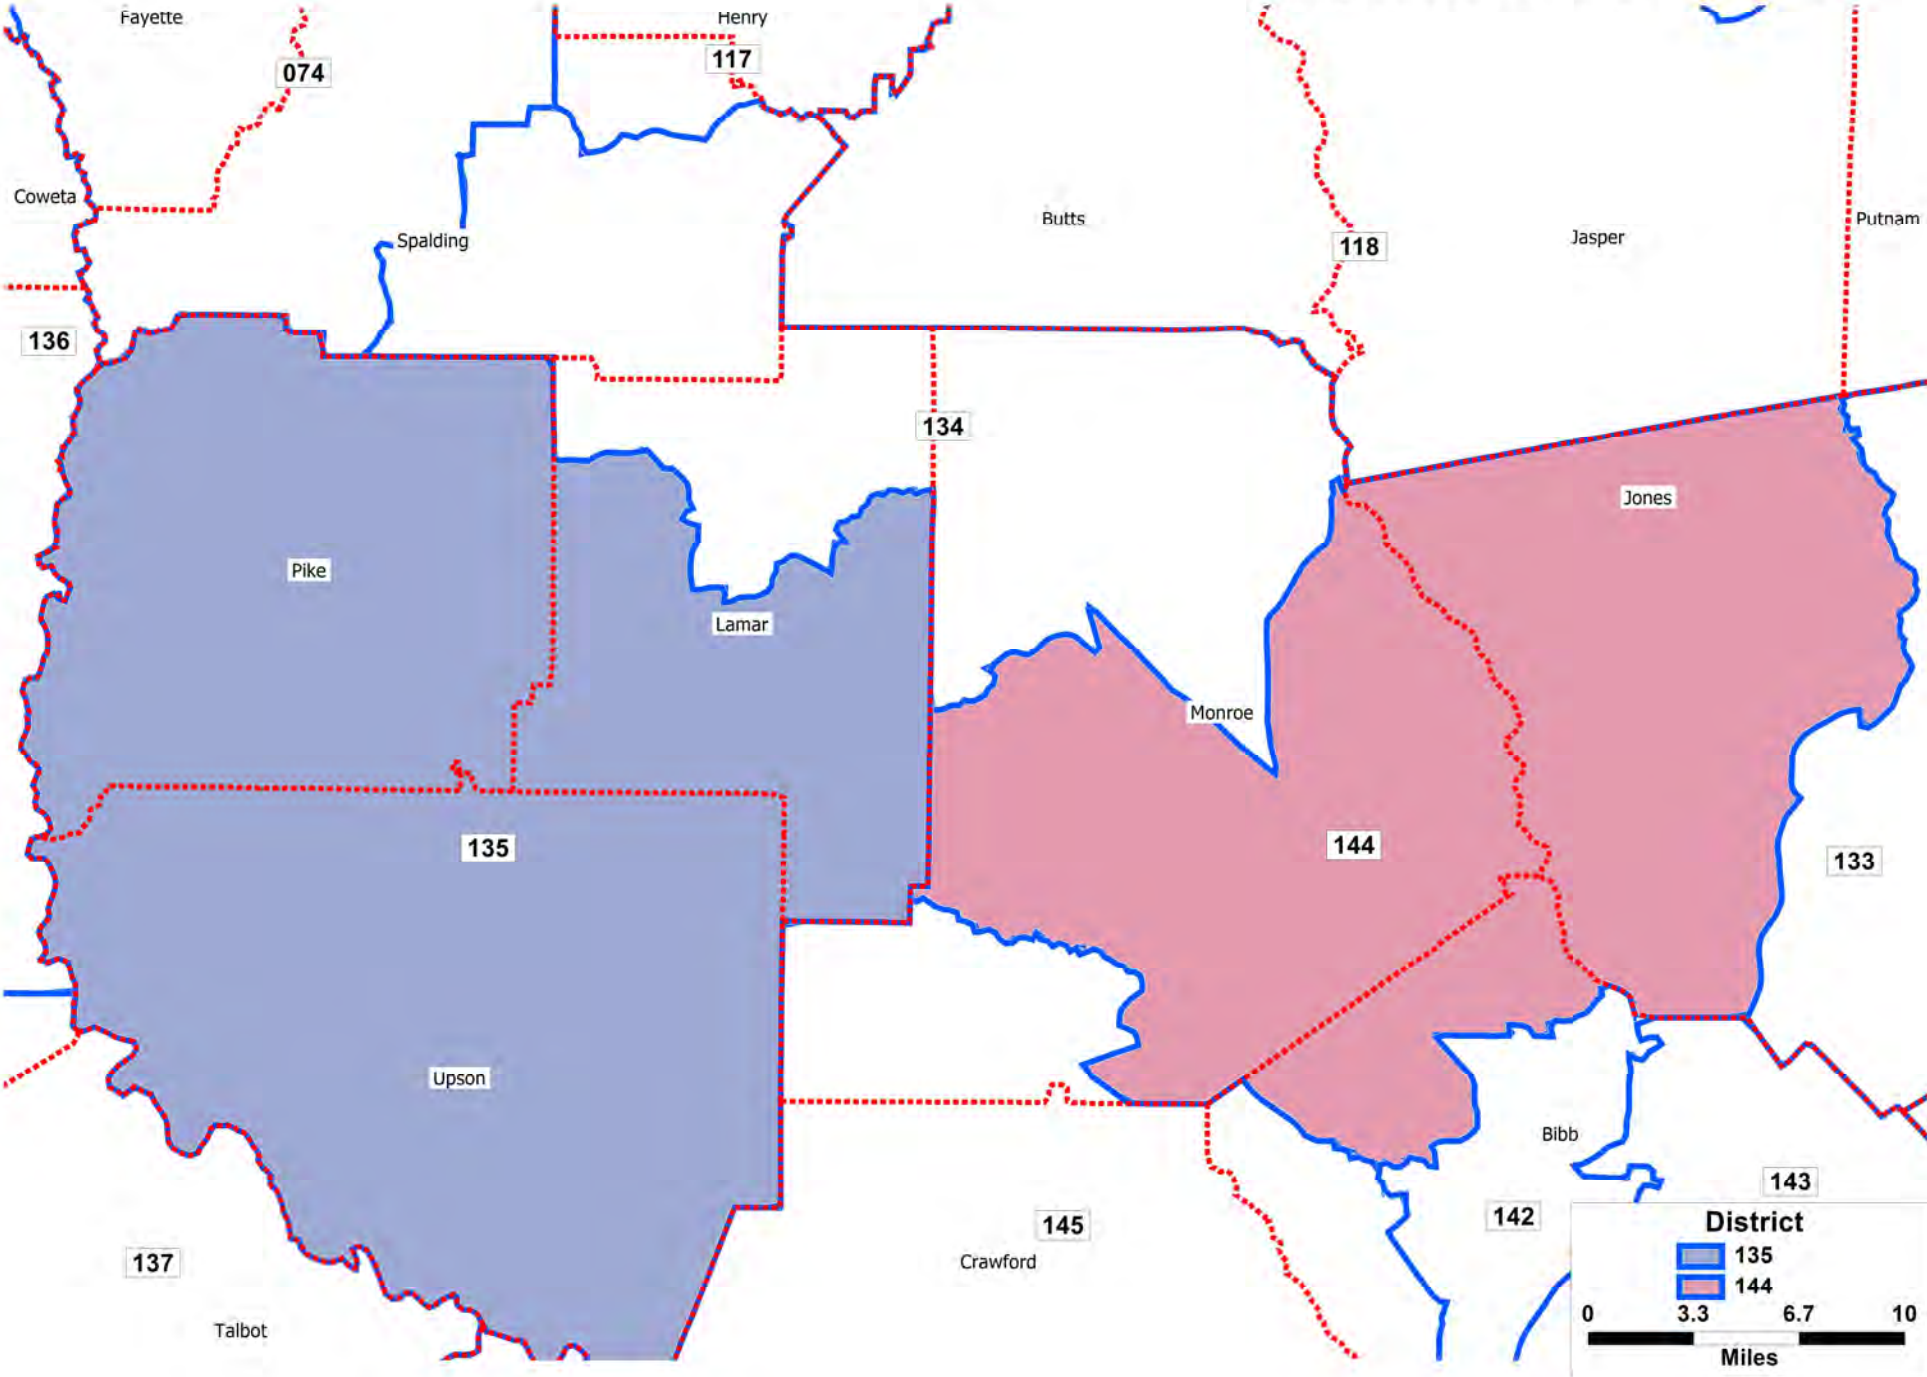 Fayette
Henry
117
074
Coweta
Spalding
Butts
118
Jasper
Putnam
136
134
Jones
Pike
Lamar
Monroe
135
144
133
Upson
Bibb
143
142
145
Crawford
137
Talbot
District
135
144
0 3.3 6.7 10
Miles